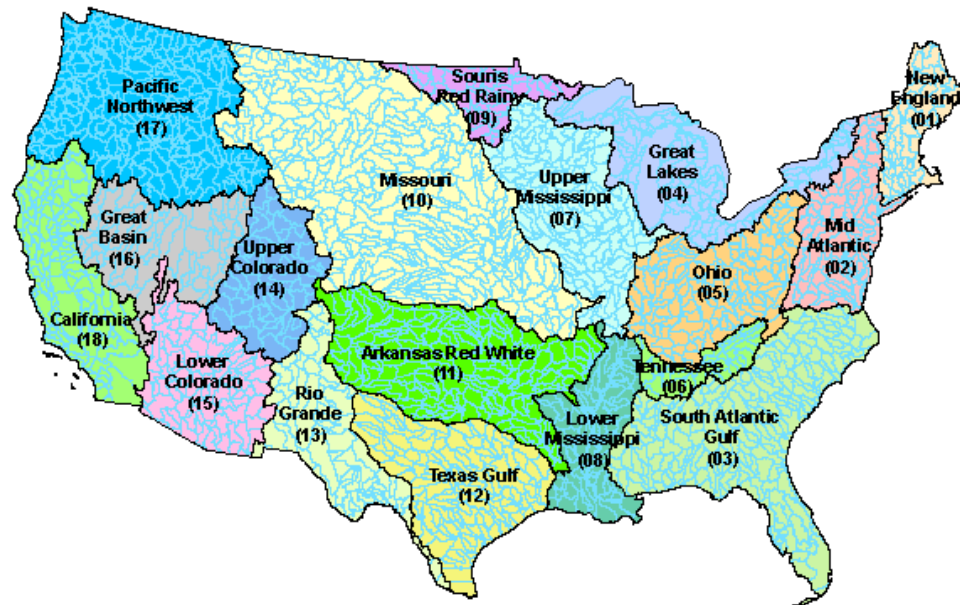 Pacific
Northwest
(17)
Souris
Red Rainy
(09)
New
England
(01)
Great
Lakes
(04)
Missouri
(10)
Upper
Mississippi
(07)
Great
Basin
(16)
Upper
Colorado
(14)
Mid
Atlantic
(02)
Ohio
(05)
California
(18)
Lower
Colorado
(15)
Arkansas Red White
(11)
Tennessee
(06)
Rio
Grande
(13)
Lower
Mississippi
(08)
South Atlantic
Gulf
(03)
Texas Gulf
(12)